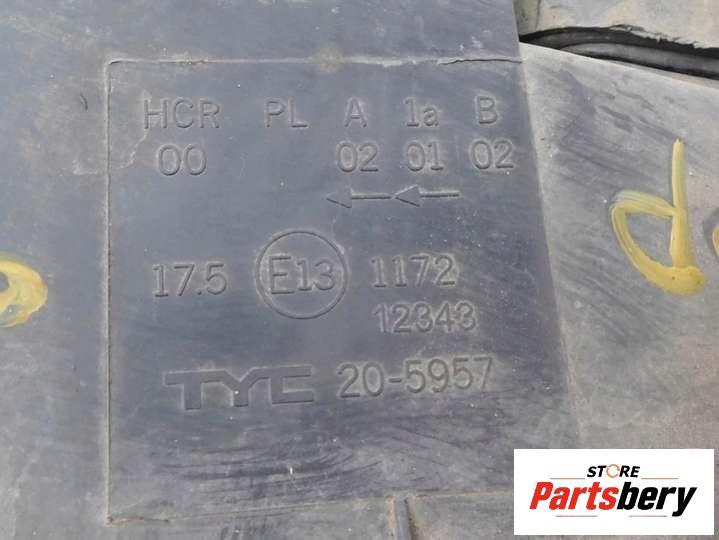 HCR PL A 1a B
00 02 01 02
17.5 E13 1172
12343
TYC 20-5957
STORE
Partsbery